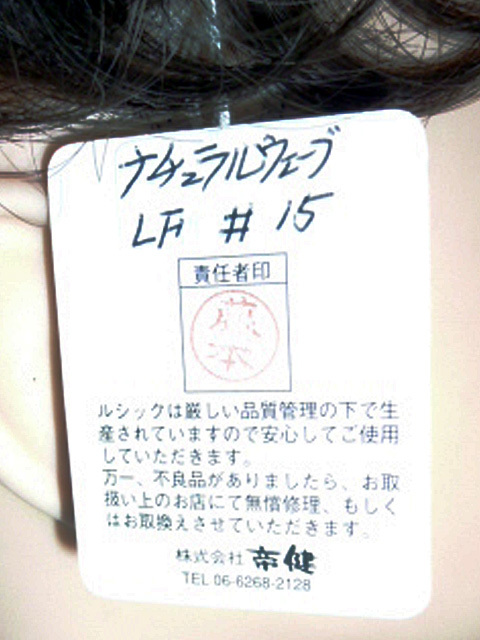 ナチュラルウェーブ
LF # 15
責任者印
藤本
ルシックは厳しい品質管理の下で生
産されていますので安心してご使用
していただきます。
万一、不良品がありましたら、お取
扱い上のお店にて無償修理、もしく
はお取換えさせていただきます。
株式会社 帝健
TEL 06-6268-2128